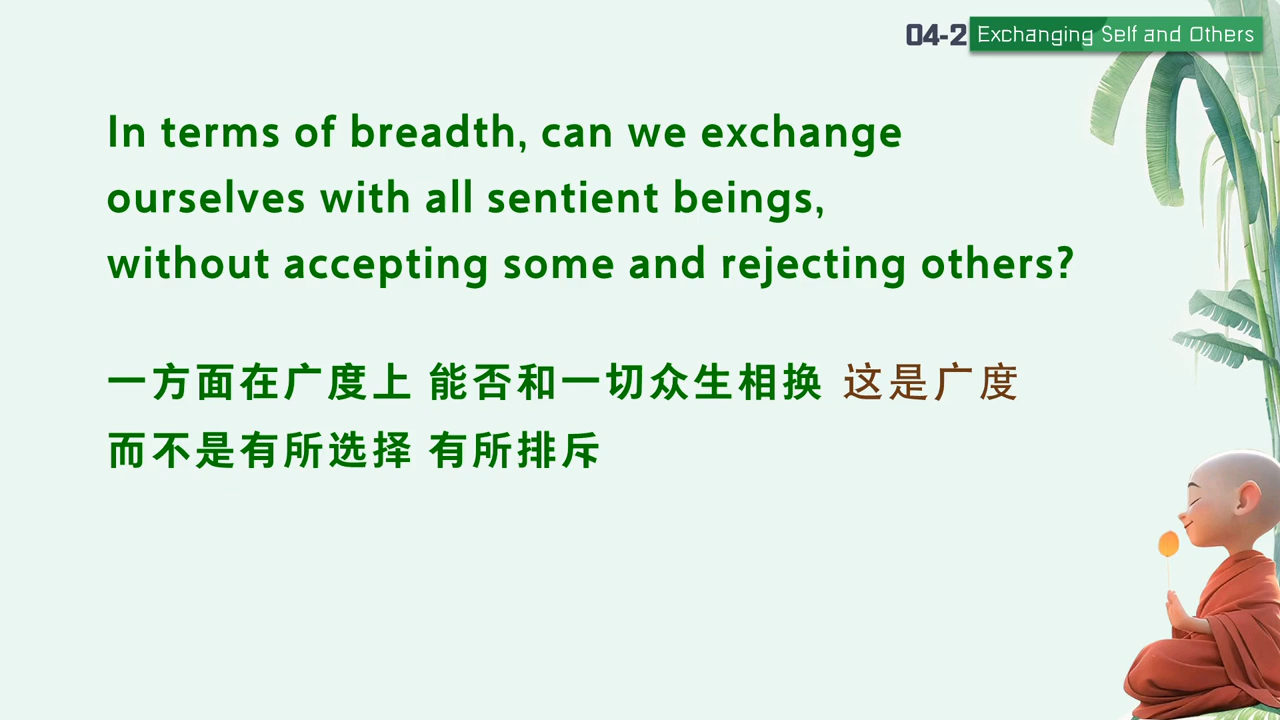 04-2 Exchanging Self and Others
In terms of breadth, can we exchange
ourselves with all sentient beings,
without accepting some and rejecting others?
一方面在广度上 能否和一切众生相换 这是广度
而不是有所选择 有所排斥